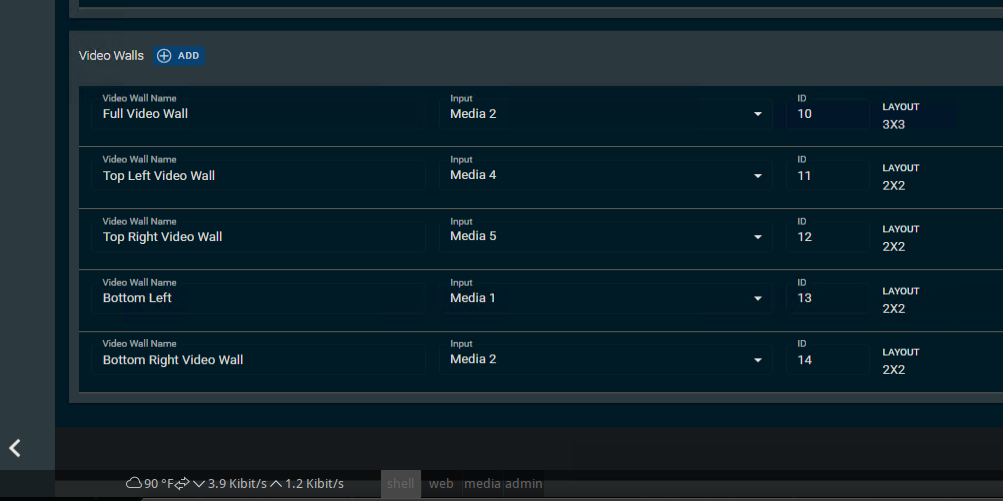 Video Walls ADD
Video Wall Name Input ID LAYOUT
Full Video Wall Media 2 10 3X3
Video Wall Name Input ID LAYOUT
Top Left Video Wall Media 4 11 2X2
Video Wall Name Input ID LAYOUT
Top Right Video Wall Media 5 12 2X2
Video Wall Name Input ID LAYOUT
Bottom Left Media 1 13 2X2
Video Wall Name Input ID LAYOUT
Bottom Right Video Wall Media 2 14 2X2
90 °F 3.9 Kibit/s 1.2 Kibit/s shell web media admin